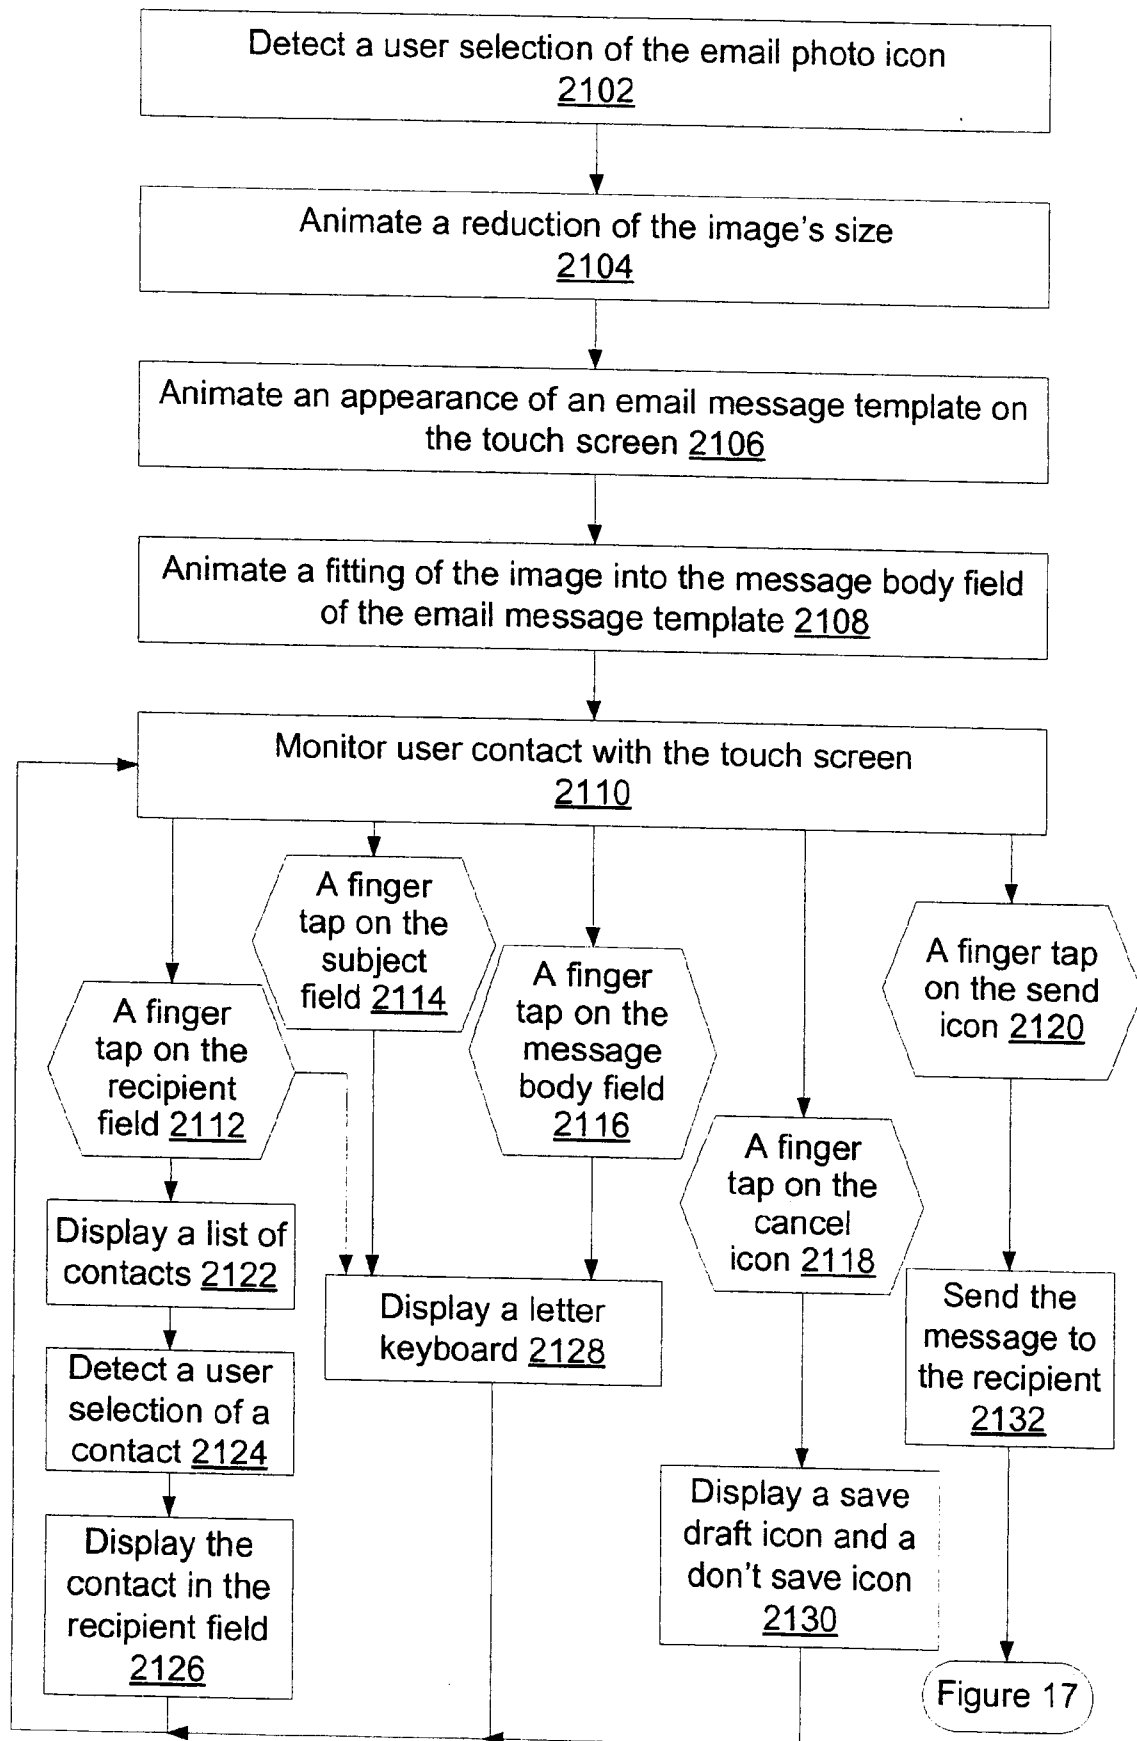 Detect a user selection of the email photo icon
2102
Animate a reduction of the image's size
2104
Animate an appearance of an email message template on
the touch screen 2106
Animate a fitting of the image into the message body field
of the email message template 2108
Monitor user contact with the touch screen
2110
A finger
tap on the
recipient
field 2112
A finger
tap on the
subject
field 2114
A finger
tap on the
message
body field
2116
A finger
tap on the
cancel
icon 2118
A finger tap
on the send
icon 2120
Display a list of
contacts 2122
Detect a user
selection of a
contact 2124
Display the
contact in the
recipient field
2126
Display a letter
keyboard 2128
Display a save
draft icon and a
don't save icon
2130
Send the
message to
the recipient
2132
Figure 17